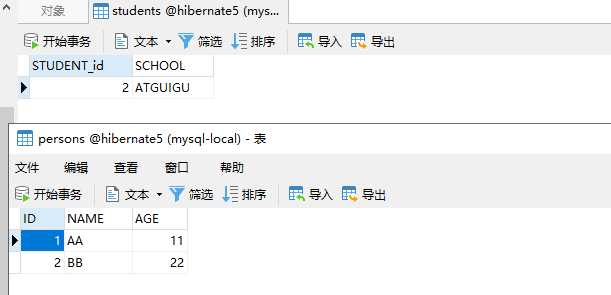 对象 students @hibernate5 (mys...
开始事务 文本 筛选 排序 导入 导出
STUDENT_id SCHOOL
2 ATGUIGU
persons @hibernate5 (mysql-local) - 表
文件 编辑 查看 窗口 帮助
开始事务 文本 筛选 排序 导入 导出
ID NAME AGE
1 AA 11
2 BB 22